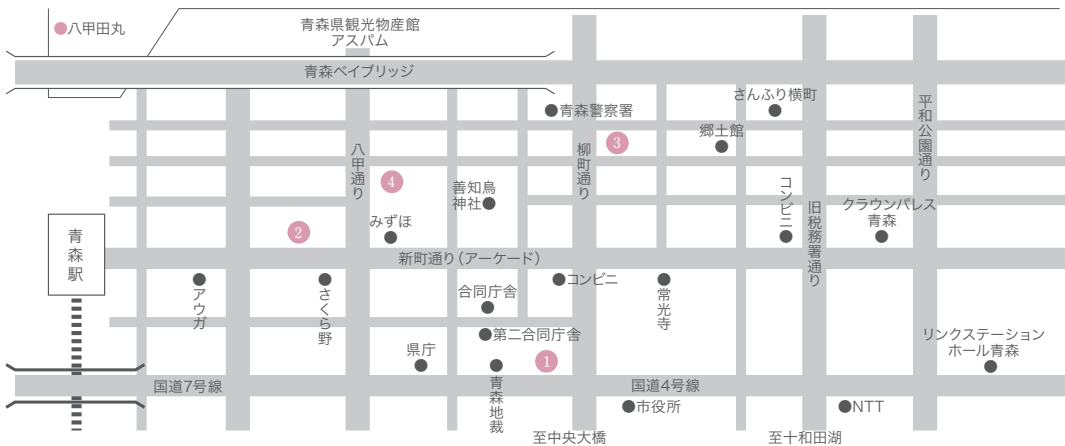 八甲田丸
青森県観光物産館
アスパム
青森ベイブリッジ
青森警察署
さんふり横町
平和公園通り
3
郷土館
八甲通り
柳町通り
4
善知鳥
神社
コンビニ
旧税務署通り
クラウンパレス
青森
2
みずほ
青森駅
新町通り(アーケード)
アウガ
さくら野
合同庁舎
コンビニ
常光寺
第二合同庁舎
リンクステーション
ホール青森
県庁
青森地裁
1
国道7号線
国道4号線
市役所
NTT
至中央大橋
至十和田湖